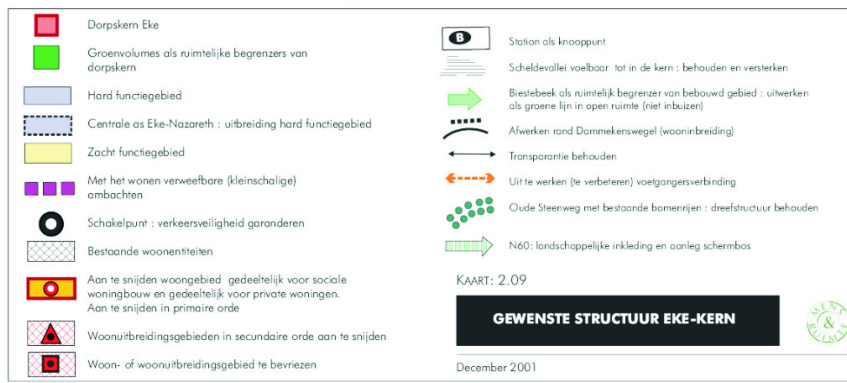 Dorpskern Eke
Groenvolumes als ruimtelijke begrenzers van
dorpskern
Hard functiegebied
Centrale as Eke-Nazareth : uitbreiding hard functiegebied
Zacht functiegebied
Met het wonen verweefbare (kleinschalige)
ambachten
Schakelpunt : verkeersveiligheid garanderen
Bestaande woonentiteiten
Aan te snijden woongebied gedeeltelijk voor sociale
woningbouw en gedeeltelijk voor private woningen.
Aan te snijden in primaire orde
Woonuitbreidingsgebieden in secundaire orde aan te snijden
Woon- of woonuitbreidingsgebied te bevriezen
B
Station als knooppunt
Scheldevallei voelbaar tot in de kern : behouden en versterken
Biestebeek als ruimtelijk begrenzer van bebouwd gebied : uitwerken
als groene lijn in open ruimte (niet inbuizen)
Afwerken rand Dammekenswegel (wooninbreiding)
Transparantie behouden
Uit te werken (te verbeteren) voetgangersverbinding
Oude Steenweg met bestaande bomenrijen : dreefstructuur behouden
N60: landschappelijke inkleding en aanleg schermbos
KAART: 2.09
GEWENSTE STRUCTUUR EKE-KERN
MENS
&
RUIMTE
December 2001